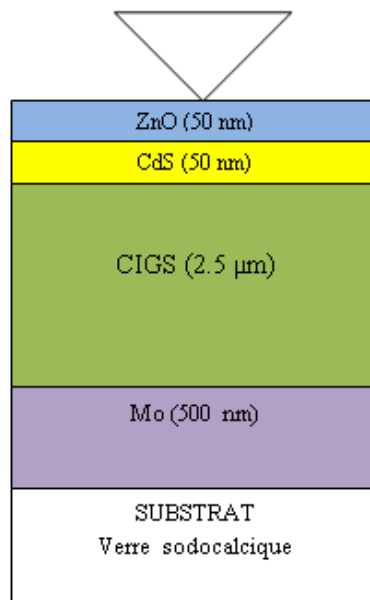 ZnO (50 nm)
CdS (50 nm)
CIGS (2.5 μm)
Mo (500 nm)
SUBSTRAT
Verre sodocalcique